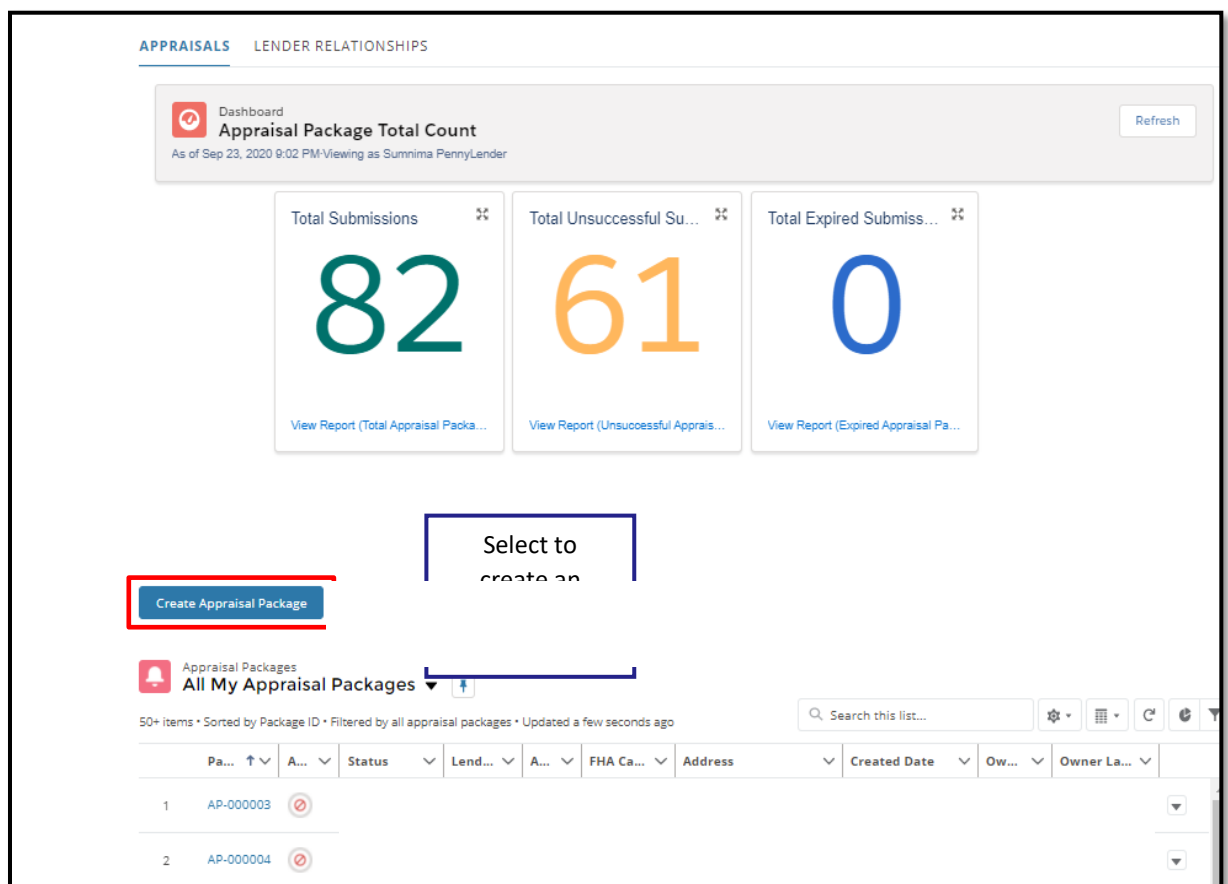 APPRAISALS LENDER RELATIONSHIPS
Dashboard
Appraisal Package Total Count
As of Sep 23, 2020 9:02 PM·Viewing as Sumnima PennyLender
Refresh
Total Submissions
82
View Report (Total Appraisal Packa...
Total Unsuccessful Su...
61
View Report (Unsuccessful Apprais...
Total Expired Submiss...
0
View Report (Expired Appraisal Pa...
Select to
create an
Create Appraisal Package
Appraisal Packages
All My Appraisal Packages
50+ items • Sorted by Package ID • Filtered by all appraisal packages • Updated a few seconds ago
Search this list...
Pa... A... Status Lend... A... FHA Ca... Address Created Date Ow... Owner La...
1 AP-000003
2 AP-000004